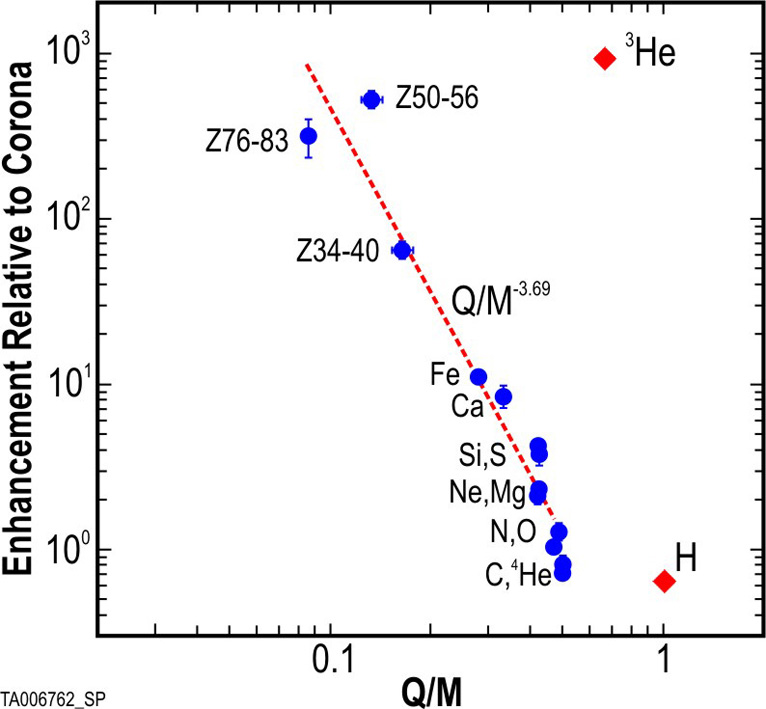 Enhancement Relative to Corona
10³
10²
10¹
10⁰
³He
Z50-56
Z76-83
Z34-40
Q/M⁻³·⁶⁹
Fe
Ca
Si,S
Ne,Mg
N,O
C,⁴He
H
0.1
1
Q/M
TA006762_SP